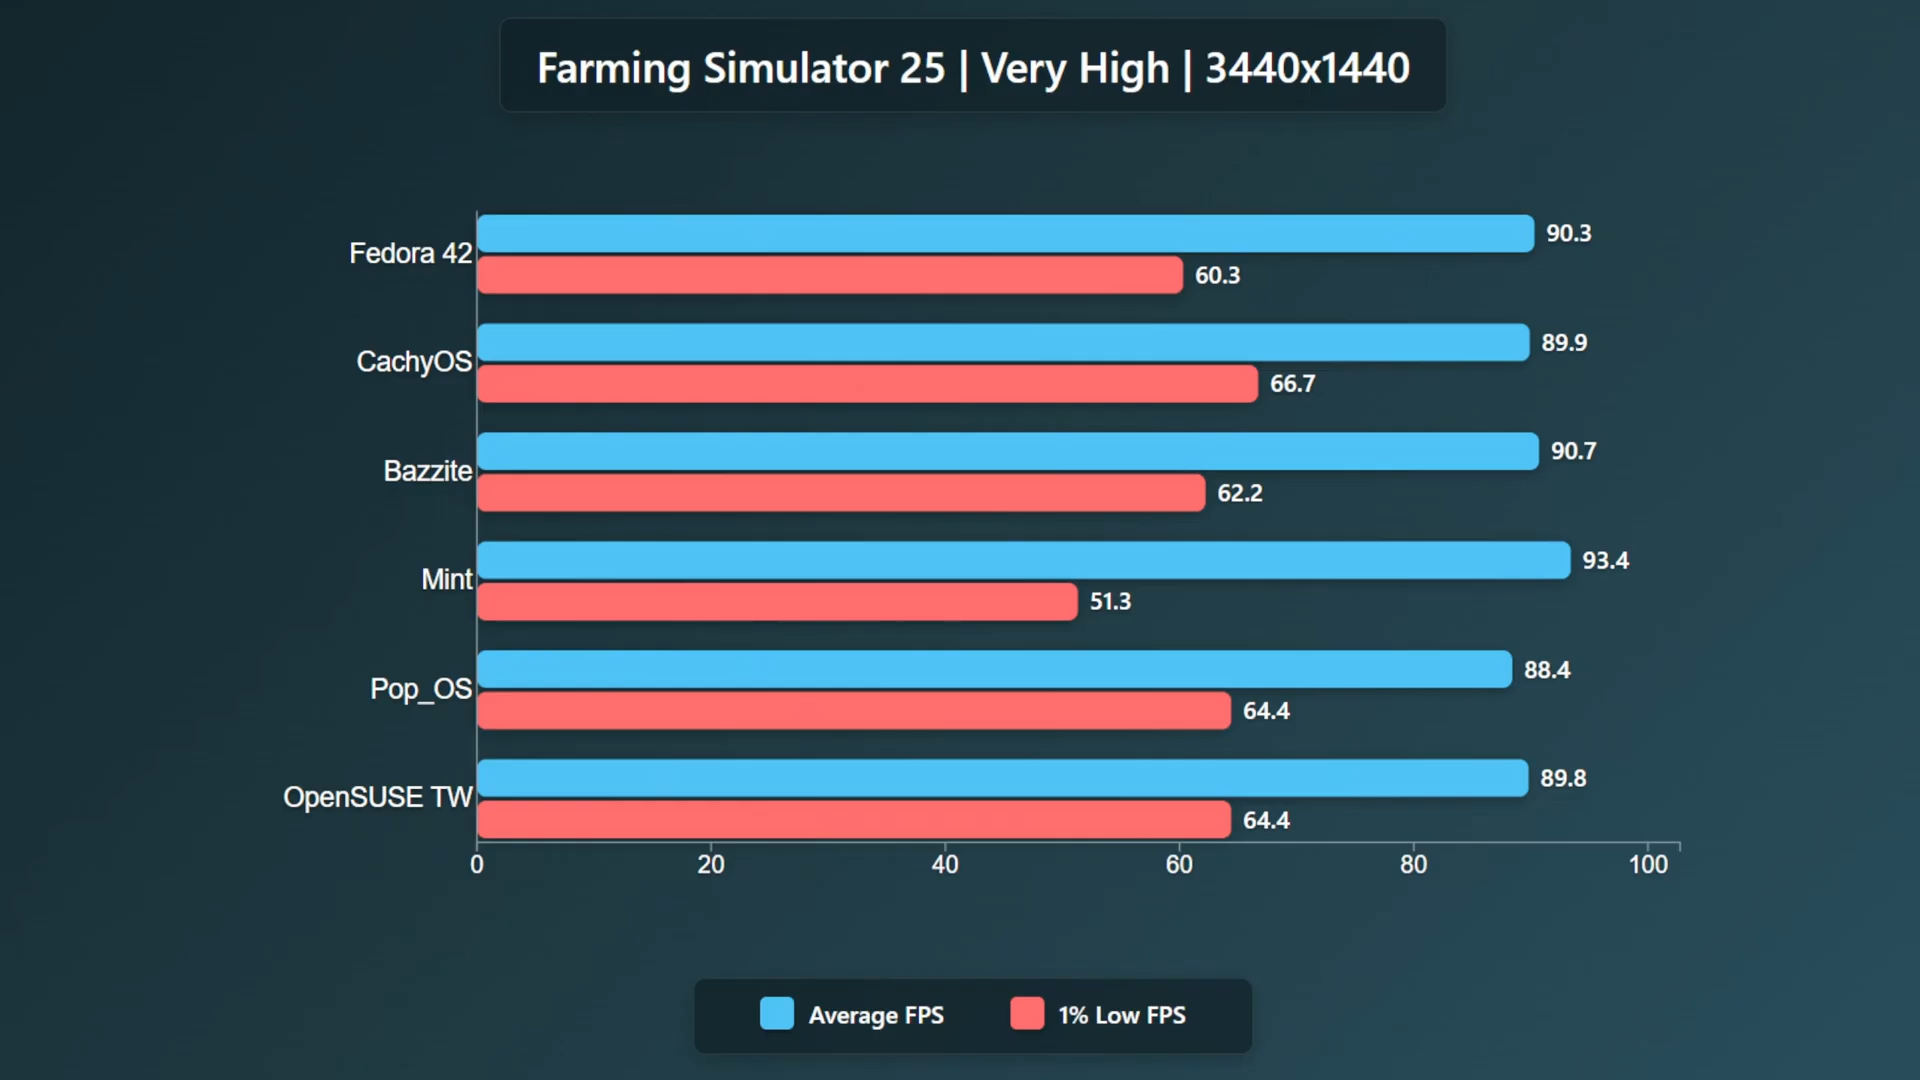 Farming Simulator 25 | Very High | 3440x1440
Fedora 42
90.3
60.3
CachyOS
89.9
66.7
Bazzite
90.7
62.2
Mint
93.4
51.3
Pop_OS
88.4
64.4
OpenSUSE TW
89.8
64.4
0 20 40 60 80 100
Average FPS 1% Low FPS